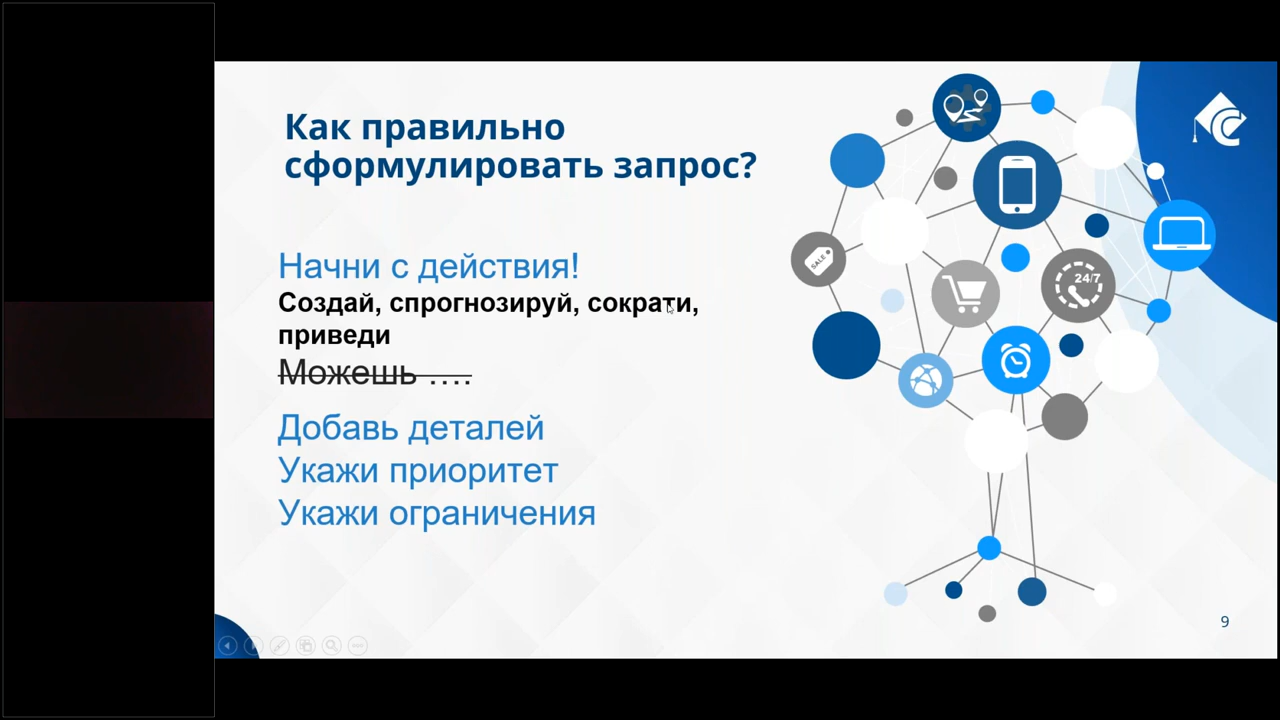 Как правильно
сформулировать запрос?
Начни с действия!
Создай, спрогнозируй, сократи,
приведи
Можешь ....
Добавь деталей
Укажи приоритет
Укажи ограничения
SALE
24/7
9